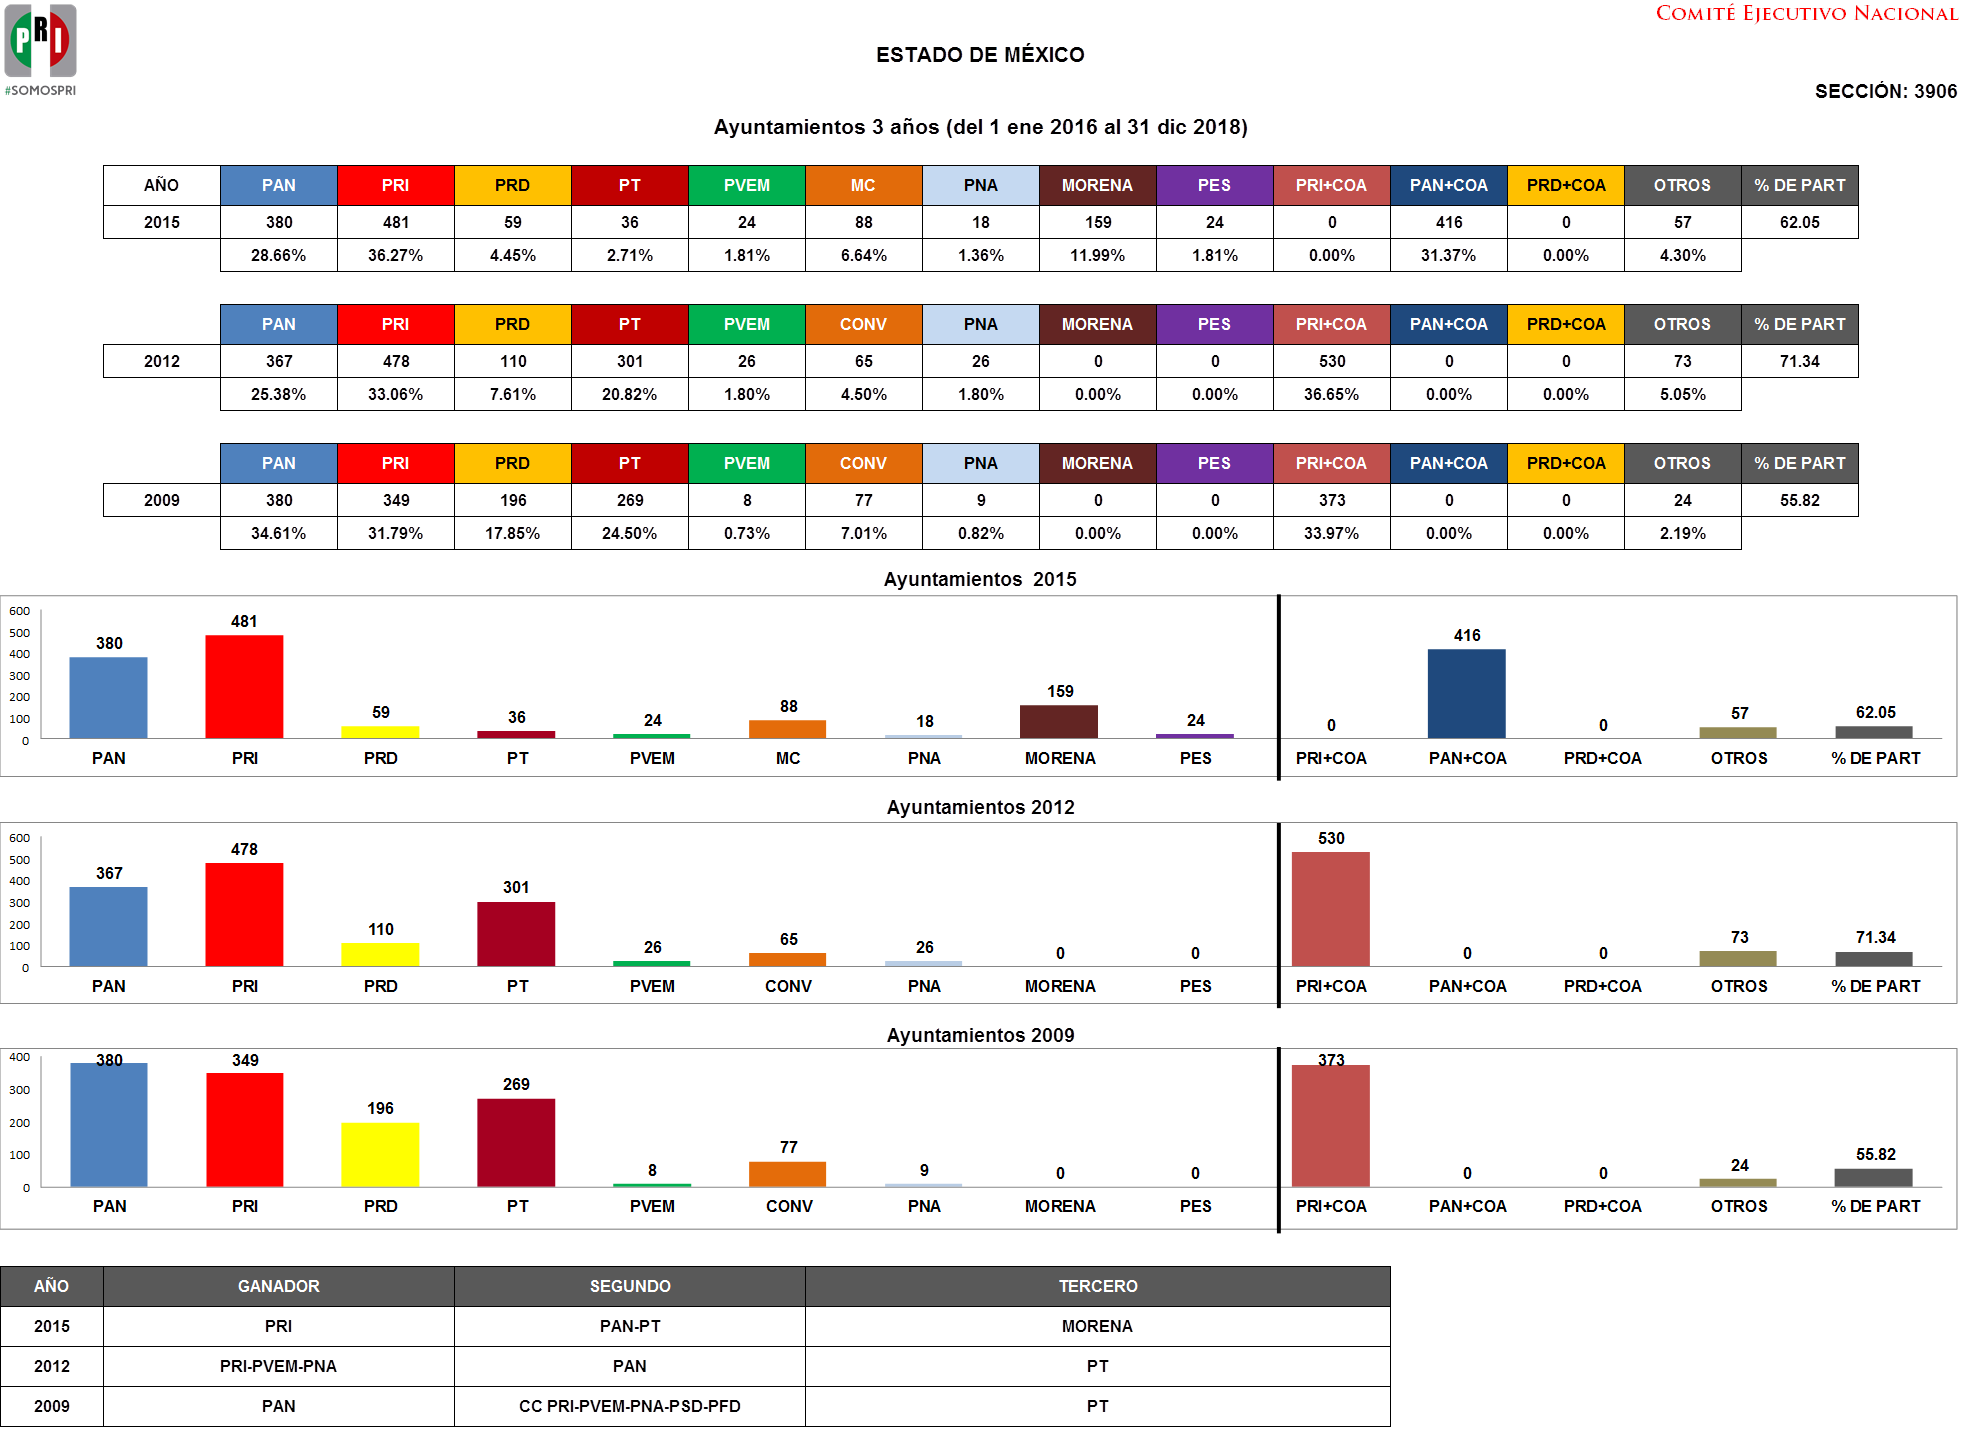 PRI
#SOMOSPRI
COMITÉ EJECUTIVO NACIONAL
ESTADO DE MÉXICO
SECCIÓN: 3906
Ayuntamientos 3 años (del 1 ene 2016 al 31 dic 2018)
AÑO PAN PRI PRD PT PVEM MC PNA MORENA PES PRI+COA PAN+COA PRD+COA OTROS % DE PART
2015 380 481 59 36 24 88 18 159 24 0 416 0 57 62.05
28.66% 36.27% 4.45% 2.71% 1.81% 6.64% 1.36% 11.99% 1.81% 0.00% 31.37% 0.00% 4.30%
PAN PRI PRD PT PVEM CONV PNA MORENA PES PRI+COA PAN+COA PRD+COA OTROS % DE PART
2012 367 478 110 301 26 65 26 0 0 530 0 0 73 71.34
25.38% 33.06% 7.61% 20.82% 1.80% 4.50% 1.80% 0.00% 0.00% 36.65% 0.00% 0.00% 5.05%
PAN PRI PRD PT PVEM CONV PNA MORENA PES PRI+COA PAN+COA PRD+COA OTROS % DE PART
2009 380 349 196 269 8 77 9 0 0 373 0 0 24 55.82
34.61% 31.79% 17.85% 24.50% 0.73% 7.01% 0.82% 0.00% 0.00% 33.97% 0.00% 0.00% 2.19%
Ayuntamientos 2015
600
500
400
300
200
100
0
380 481 59 36 24 88 18 159 24 0 416 0 57 62.05
PAN PRI PRD PT PVEM MC PNA MORENA PES PRI+COA PAN+COA PRD+COA OTROS % DE PART
Ayuntamientos 2012
600
500
400
300
200
100
0
367 478 110 301 26 65 26 0 0 530 0 0 73 71.34
PAN PRI PRD PT PVEM CONV PNA MORENA PES PRI+COA PAN+COA PRD+COA OTROS % DE PART
Ayuntamientos 2009
400
300
200
100
0
380 349 196 269 8 77 9 0 0 373 0 0 24 55.82
PAN PRI PRD PT PVEM CONV PNA MORENA PES PRI+COA PAN+COA PRD+COA OTROS % DE PART
AÑO GANADOR SEGUNDO TERCERO
2015 PRI PAN-PT MORENA
2012 PRI-PVEM-PNA PAN PT
2009 PAN CC PRI-PVEM-PNA-PSD-PFD PT